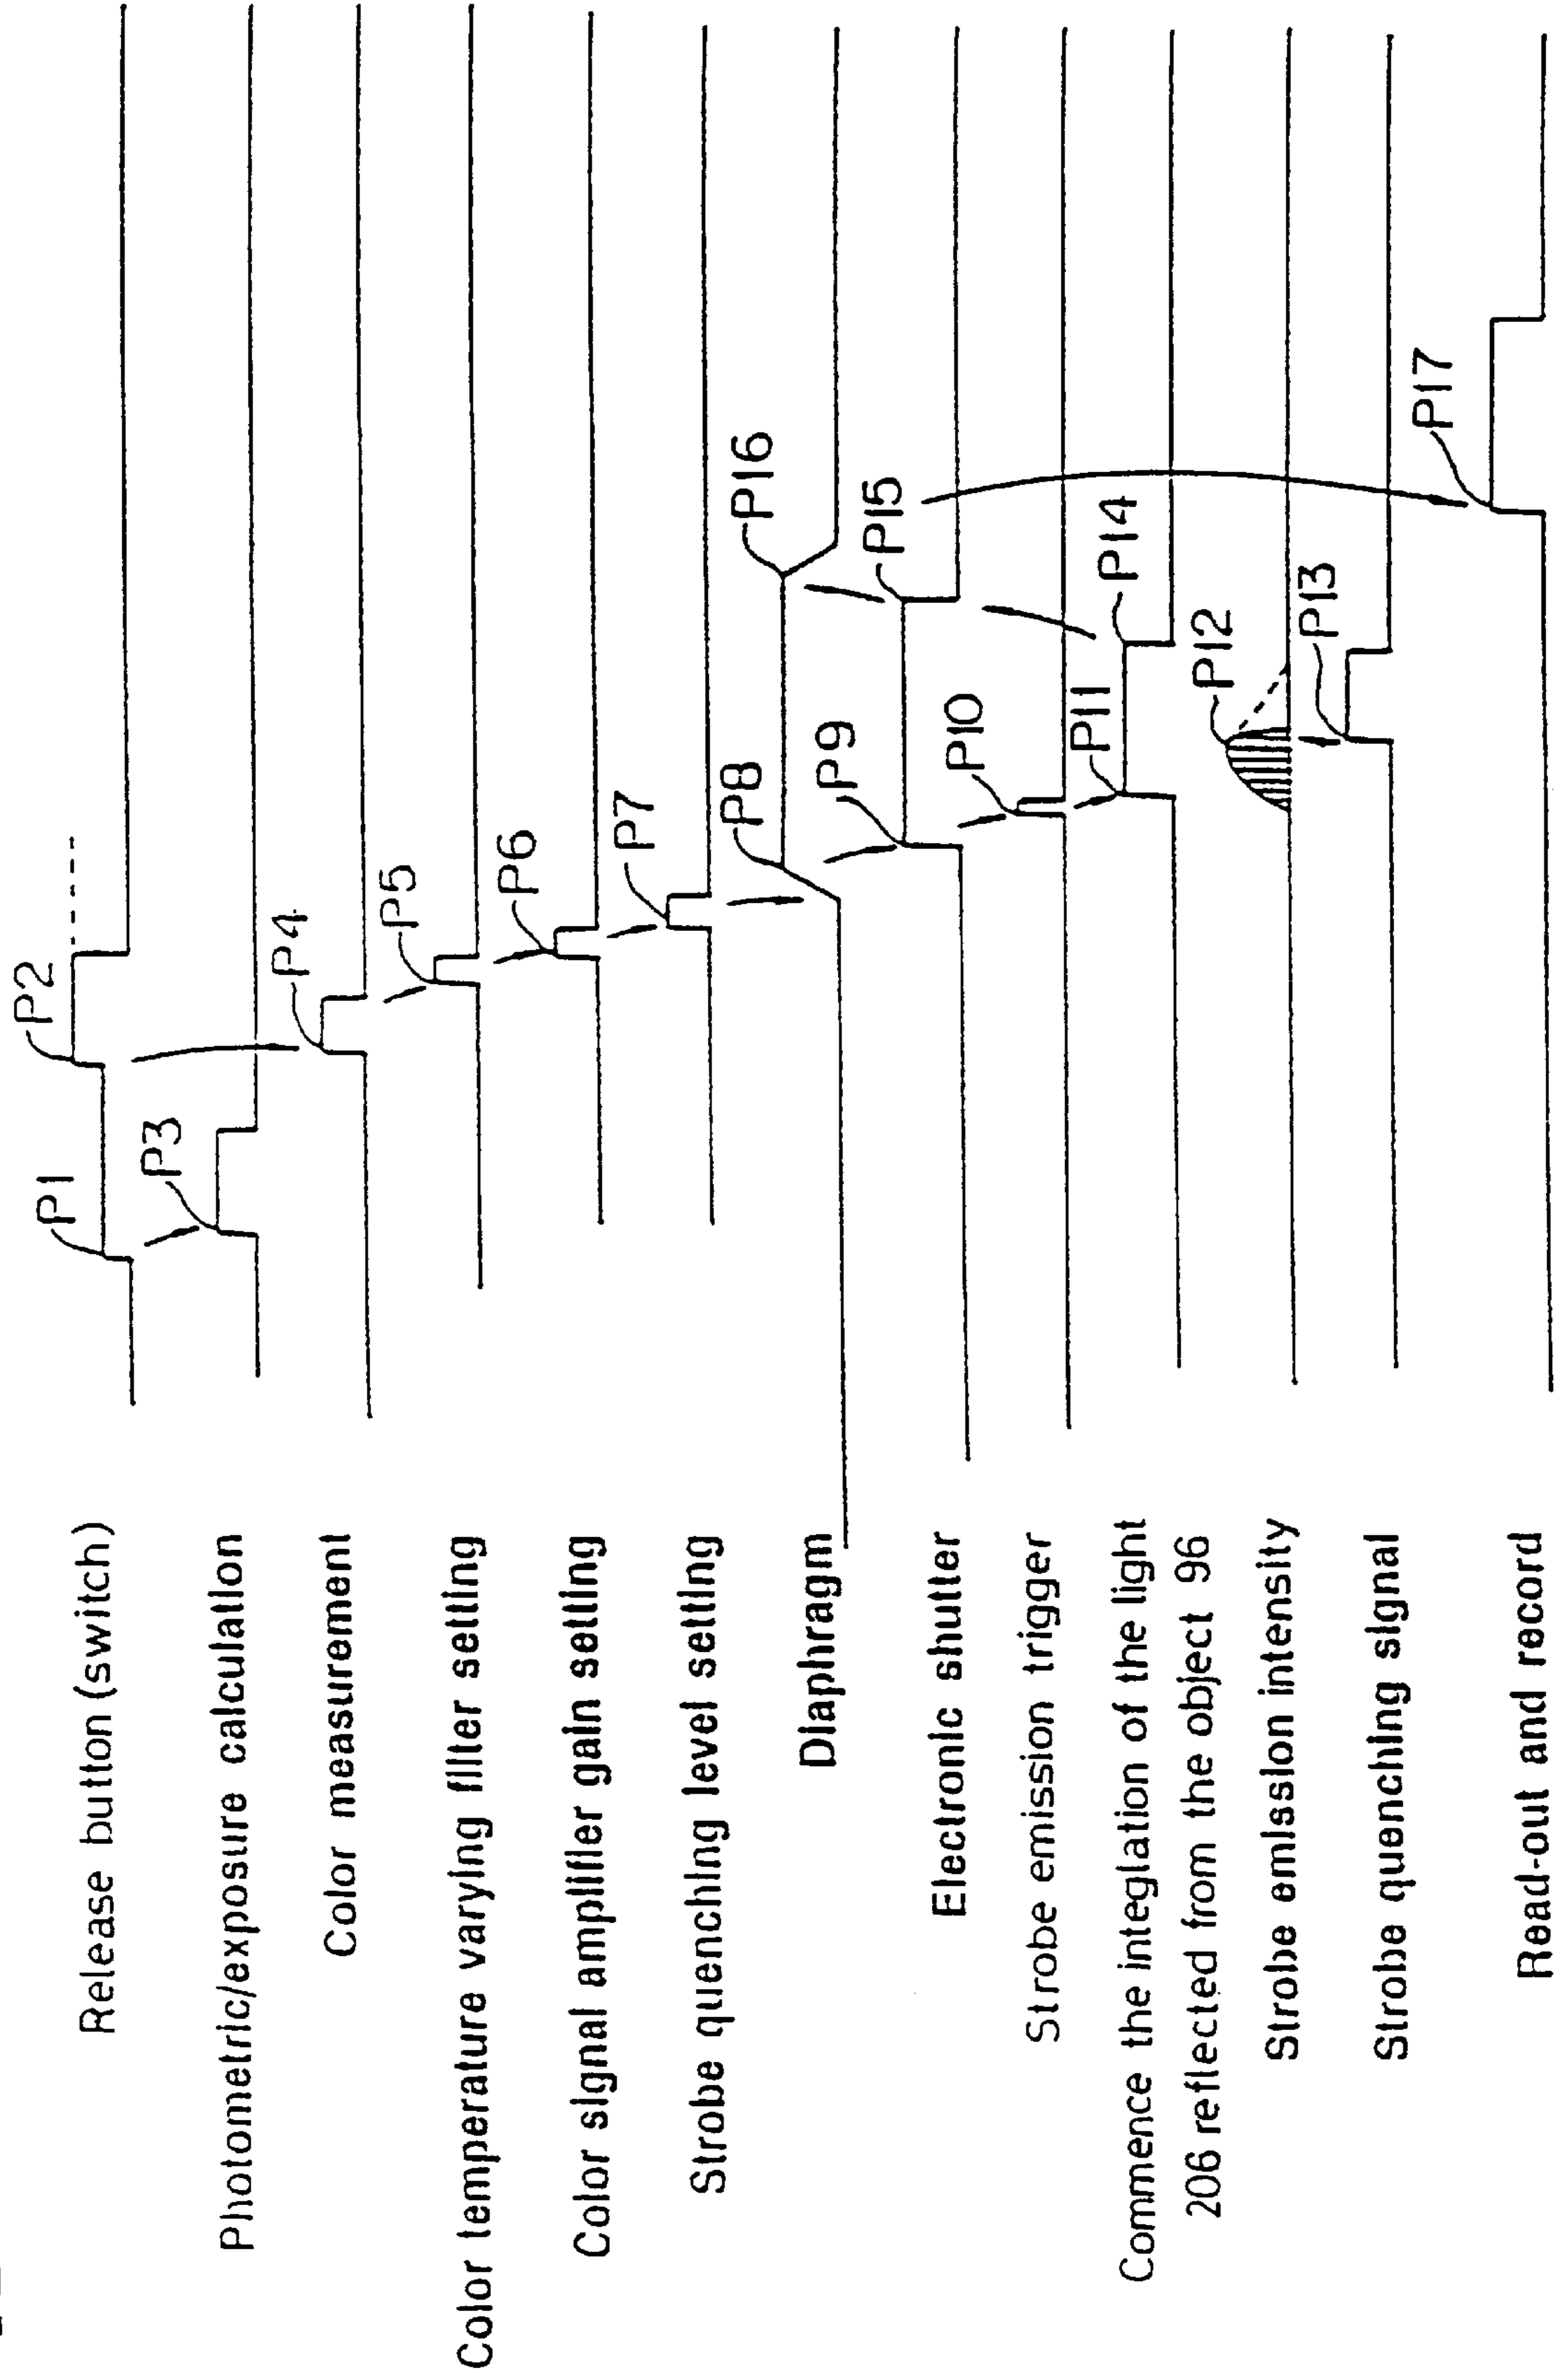 Release button (switch)
P1
P2
Photometric/exposure calculation
P3
Color measurement
P4
Color temperature varying filter setting
P5
Color signal amplifier gain setting
P6
Strobe quenching level setting
P7
Diaphragm
P8
P16
Electronic shutter
P9
P15
Strobe emission trigger
P10
Commence the integlation of the light
206 reflected from the object 96
P11
P14
Strobe emission intensity
P12
Strobe quenching signal
P13
Read-out and record
P17